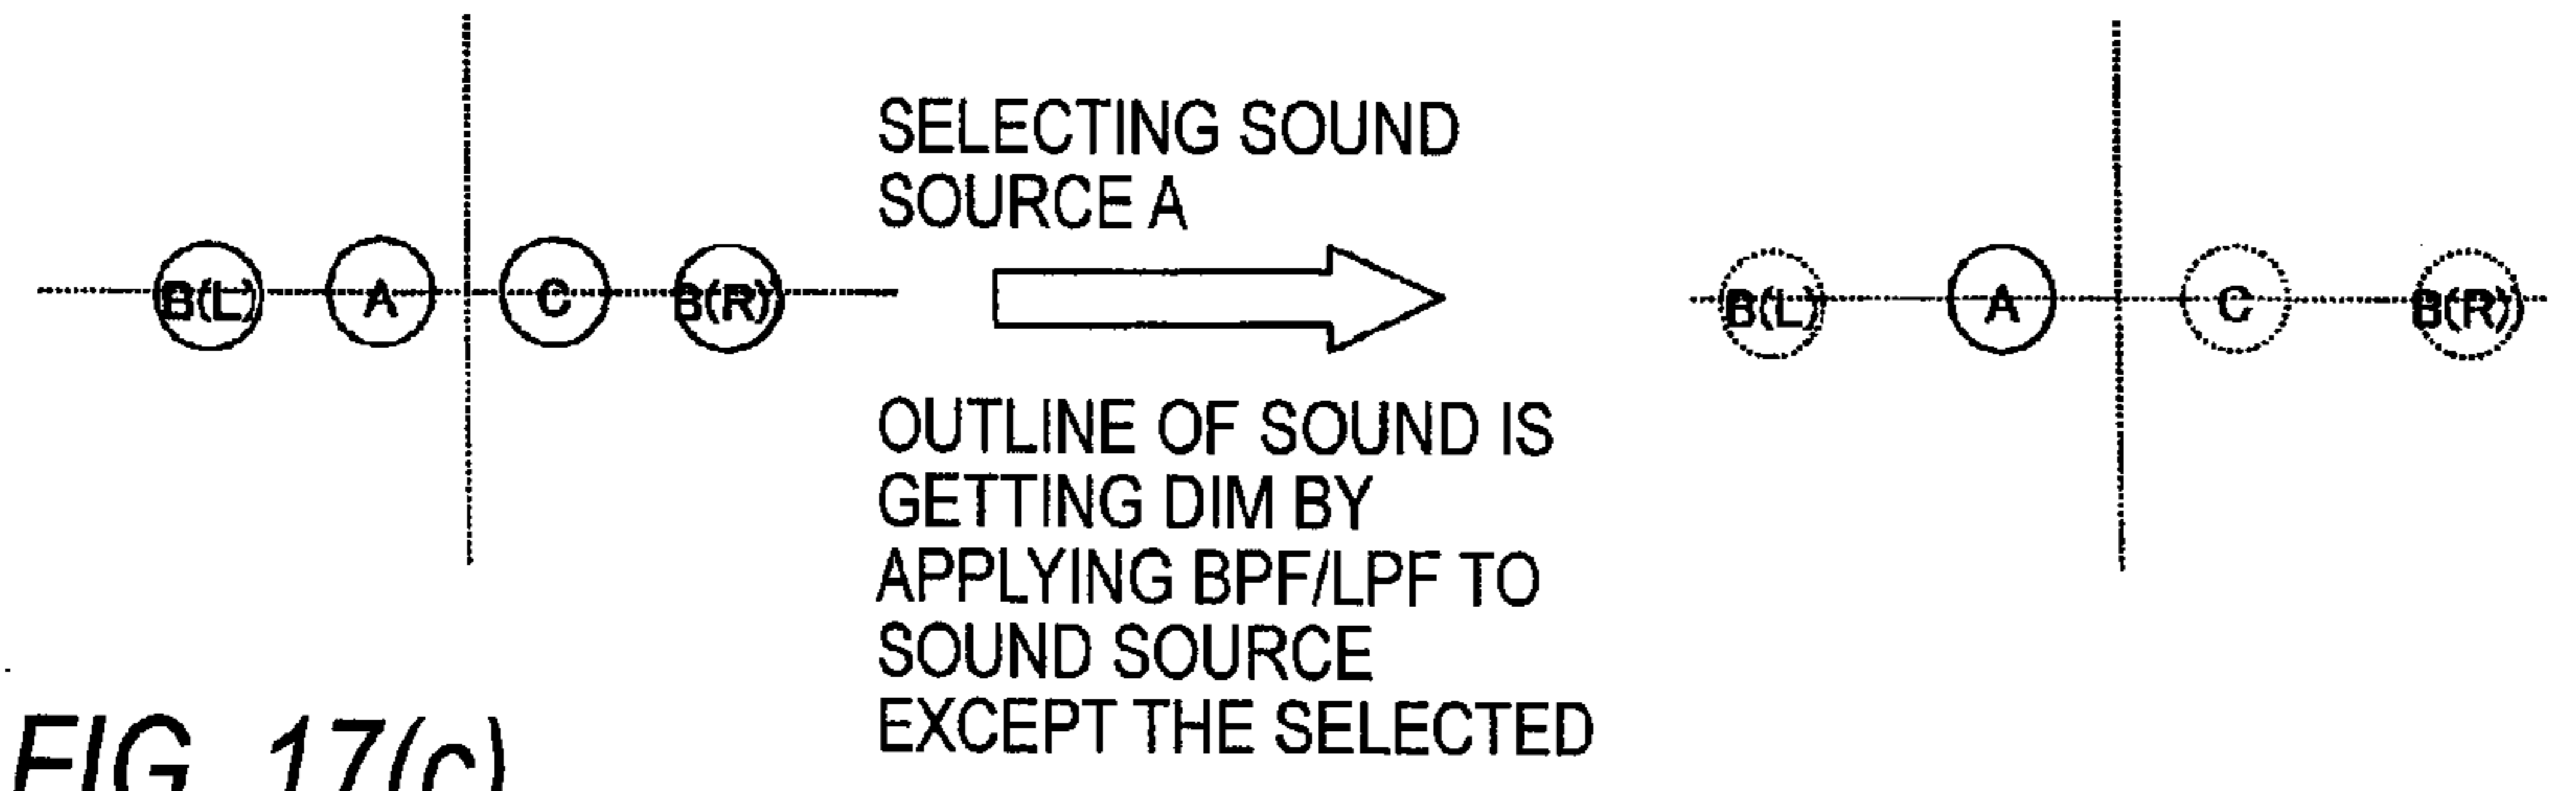 SELECTING SOUND
SOURCE A
B(L) A C B(R)
B(L) A C B(R)
OUTLINE OF SOUND IS
GETTING DIM BY
APPLYING BPF/LPF TO
SOUND SOURCE
EXCEPT THE SELECTED
FIG. 17(c)